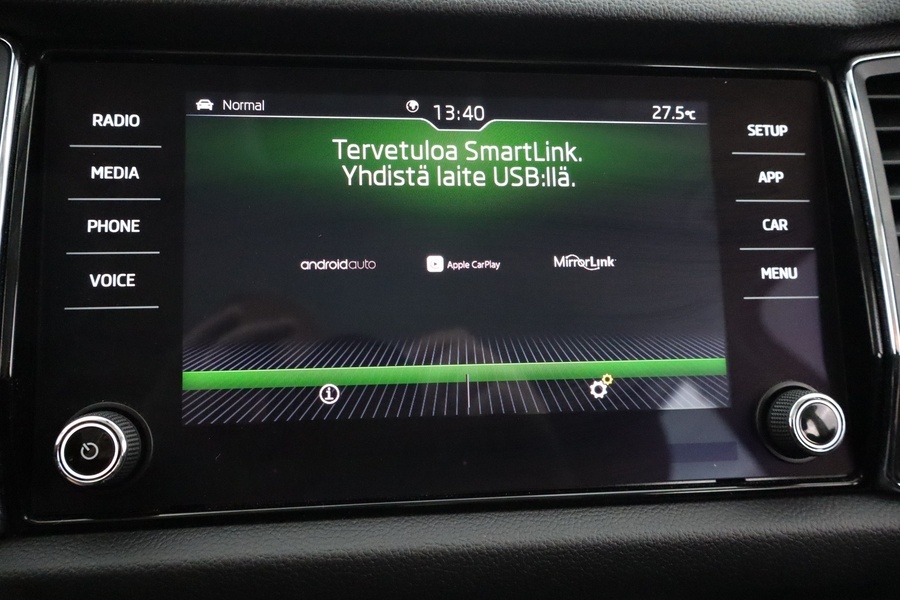 RADIO
MEDIA
PHONE
VOICE
Normal
13:40
27.5°C
Tervetuloa SmartLink.
Yhdistä laite USB:llä.
androidauto
Apple CarPlay
MirrorLink
SETUP
APP
CAR
MENU